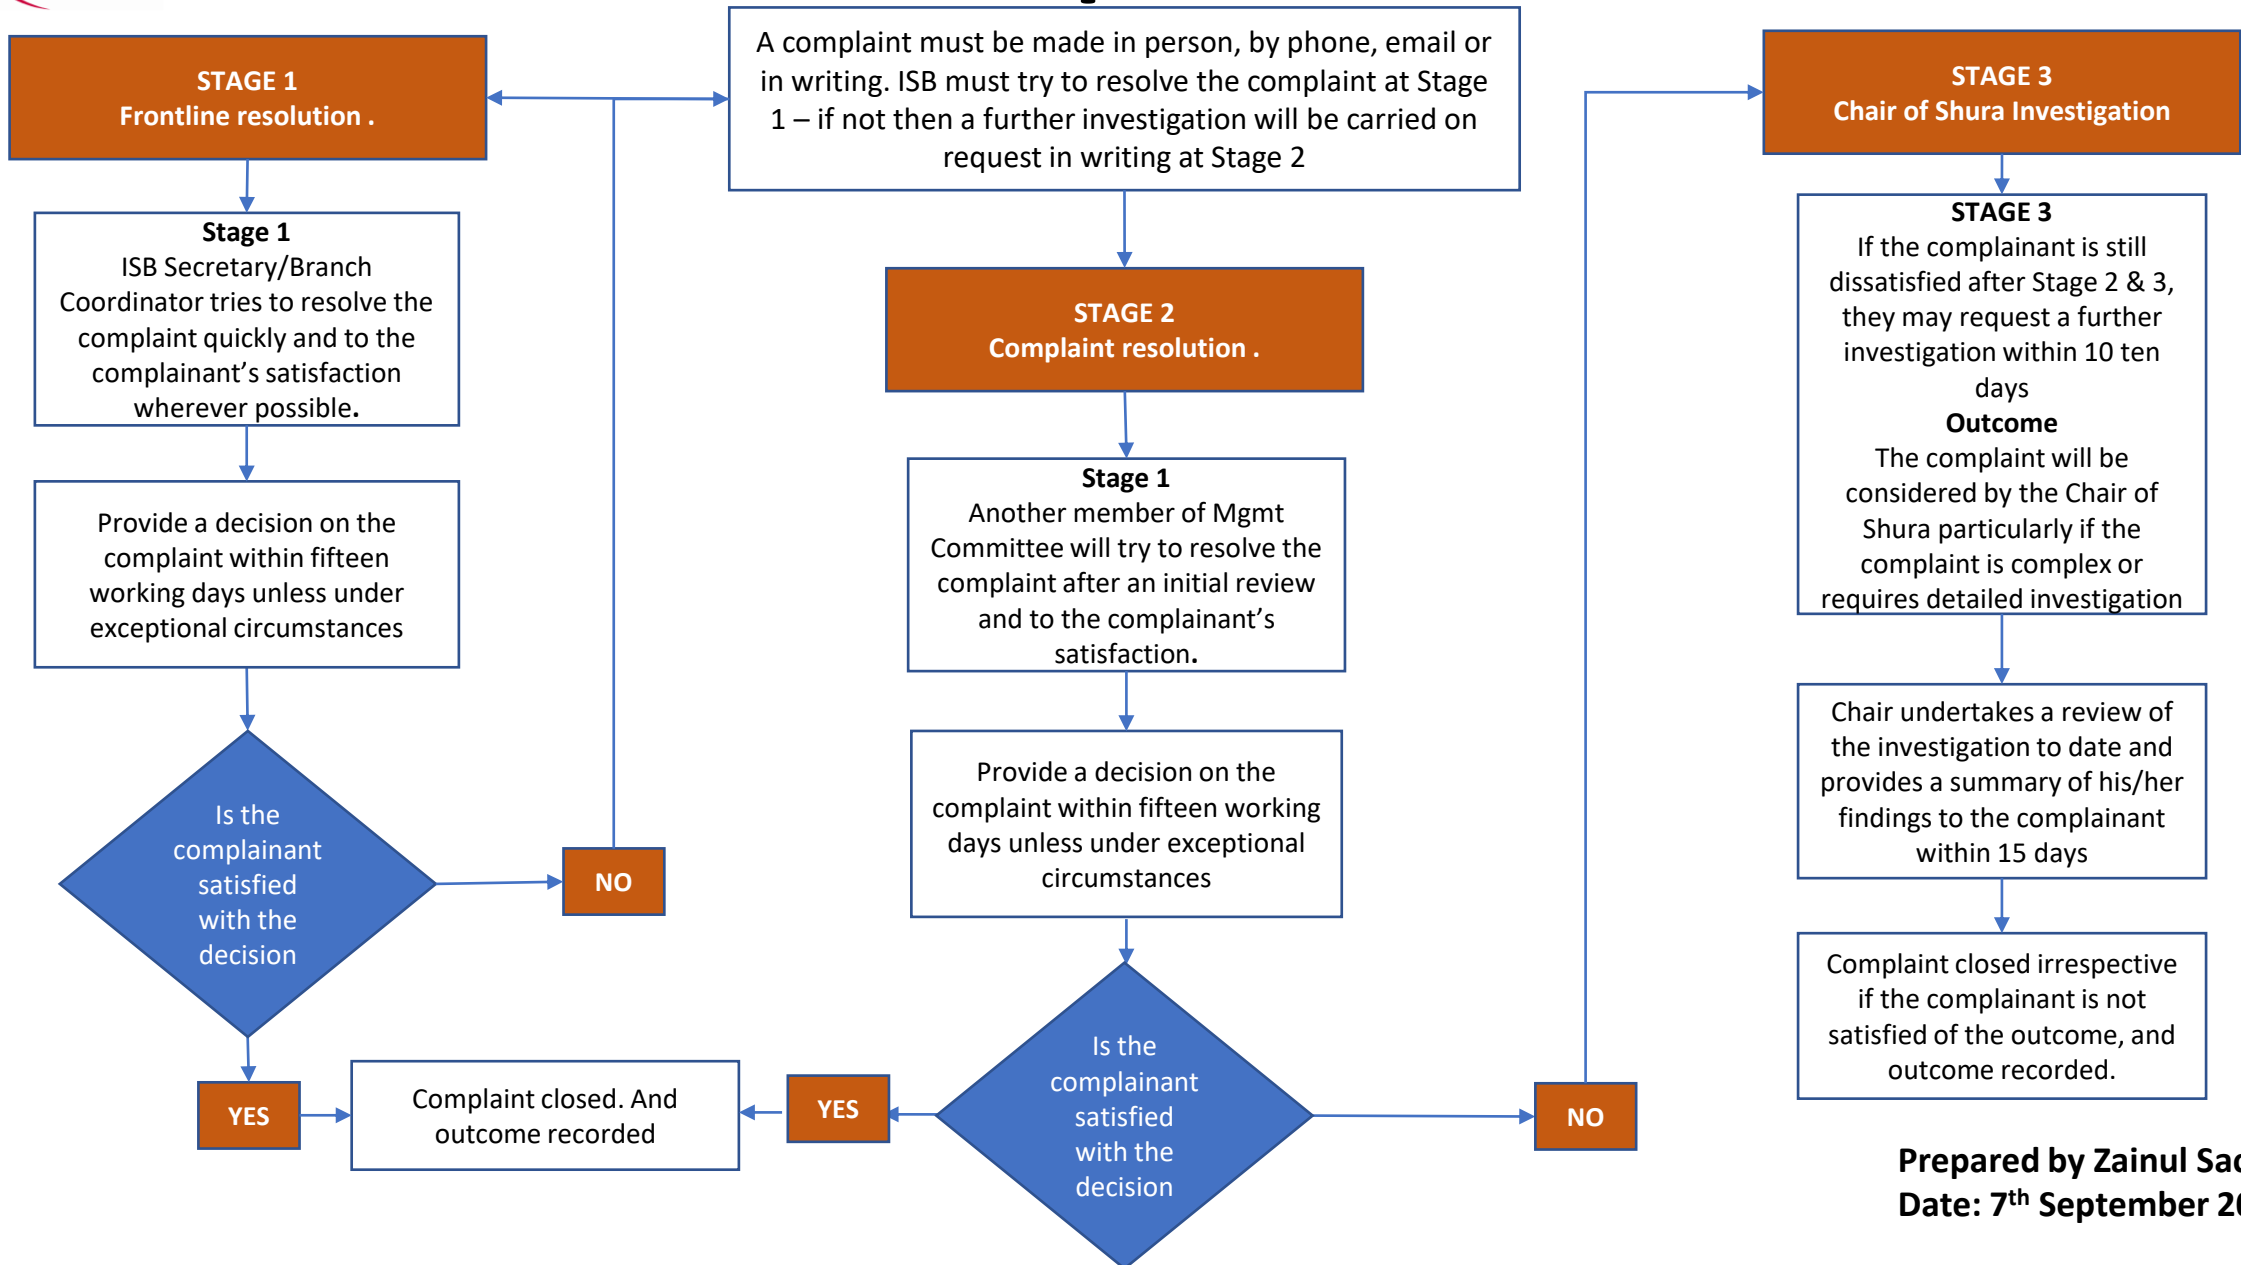 STAGE 1
Frontline resolution .
Stage 1
ISB Secretary/Branch
Coordinator tries to resolve the
complaint quickly and to the
complainant’s satisfaction
wherever possible.
Provide a decision on the
complaint within fifteen
working days unless under
exceptional circumstances
Is the
complainant
satisfied
with the
decision
NO
YES
Complaint closed. And
outcome recorded
A complaint must be made in person, by phone, email or
in writing. ISB must try to resolve the complaint at Stage
1 – if not then a further investigation will be carried on
request in writing at Stage 2
STAGE 2
Complaint resolution .
Stage 1
Another member of Mgmt
Committee will try to resolve the
complaint after an initial review
and to the complainant’s
satisfaction.
Provide a decision on the
complaint within fifteen working
days unless under exceptional
circumstances
Is the
complainant
satisfied
with the
decision
YES
NO
STAGE 3
Chair of Shura Investigation
STAGE 3
If the complainant is still
dissatisfied after Stage 2 & 3,
they may request a further
investigation within 10 ten
days
Outcome
The complaint will be
considered by the Chair of
Shura particularly if the
complaint is complex or
requires detailed investigation
Chair undertakes a review of
the investigation to date and
provides a summary of his/her
findings to the complainant
within 15 days
Complaint closed irrespective
if the complainant is not
satisfied of the outcome, and
outcome recorded.
Prepared by Zainul
Date: 7th September